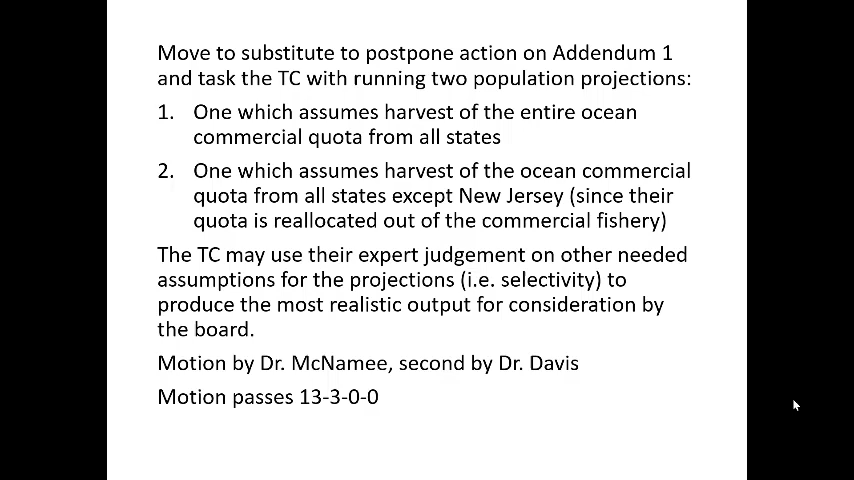 Move to substitute to postpone action on Addendum 1
and task the TC with running two population projections:
1. One which assumes harvest of the entire ocean
commercial quota from all states
2. One which assumes harvest of the ocean commercial
quota from all states except New Jersey (since their
quota is reallocated out of the commercial fishery)
The TC may use their expert judgement on other needed
assumptions for the projections (i.e. selectivity) to
produce the most realistic output for consideration by
the board.
Motion by Dr. McNamee, second by Dr. Davis
Motion passes 13-3-0-0